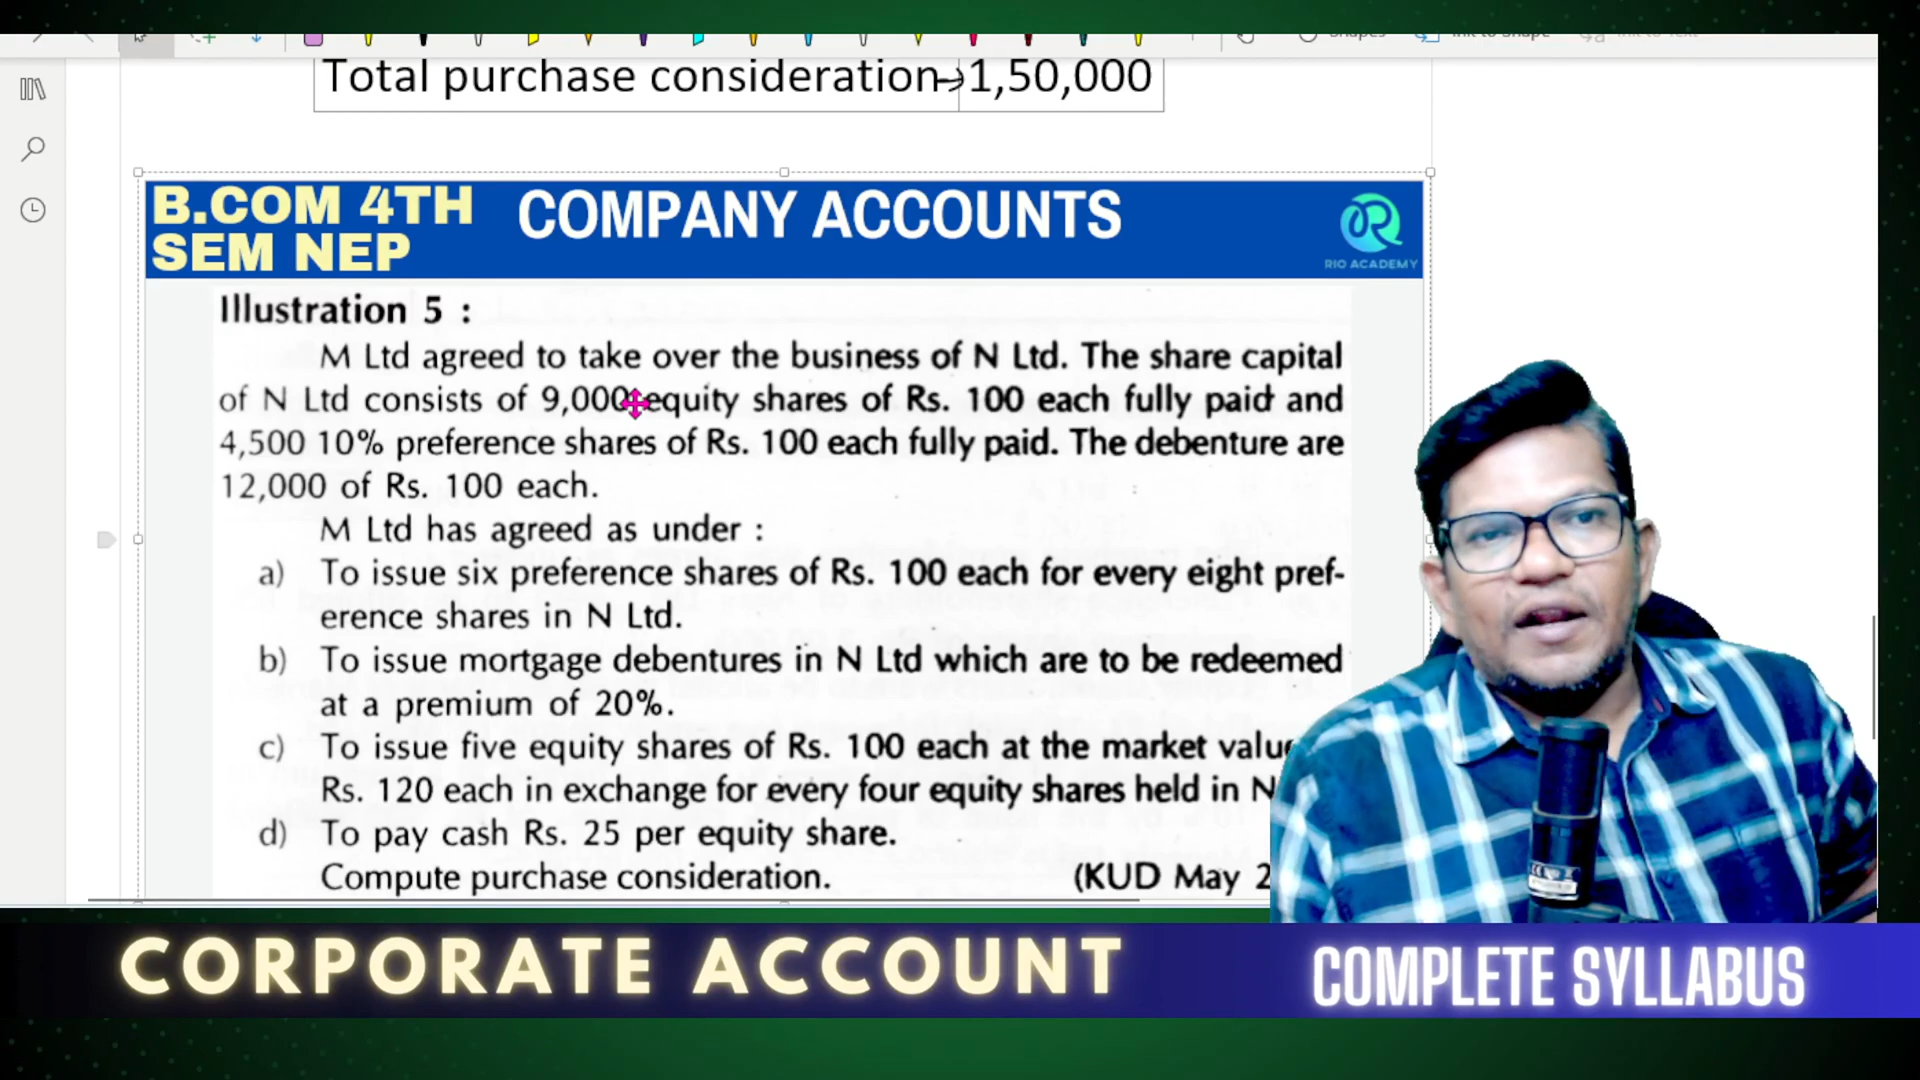 Total purchase consideration→ 1,50,000
B.COM 4TH
SEM NEP
COMPANY ACCOUNTS
RIO ACADEMY
Illustration 5 :
M Ltd agreed to take over the business of N Ltd. The share capital
of N Ltd consists of 9,000 equity shares of Rs. 100 each fully paid and
4,500 10% preference shares of Rs. 100 each fully paid. The debenture are
12,000 of Rs. 100 each.
M Ltd has agreed as under :
a) To issue six preference shares of Rs. 100 each for every eight pref-
erence shares in N Ltd.
b) To issue mortgage debentures in N Ltd which are to be redeemed
at a premium of 20%.
c) To issue five equity shares of Rs. 100 each at the market value
Rs. 120 each in exchange for every four equity shares held in N
d) To pay cash Rs. 25 per equity share.
Compute purchase consideration. (KUD May 2
CORPORATE ACCOUNT
COMPLETE SYLLABUS